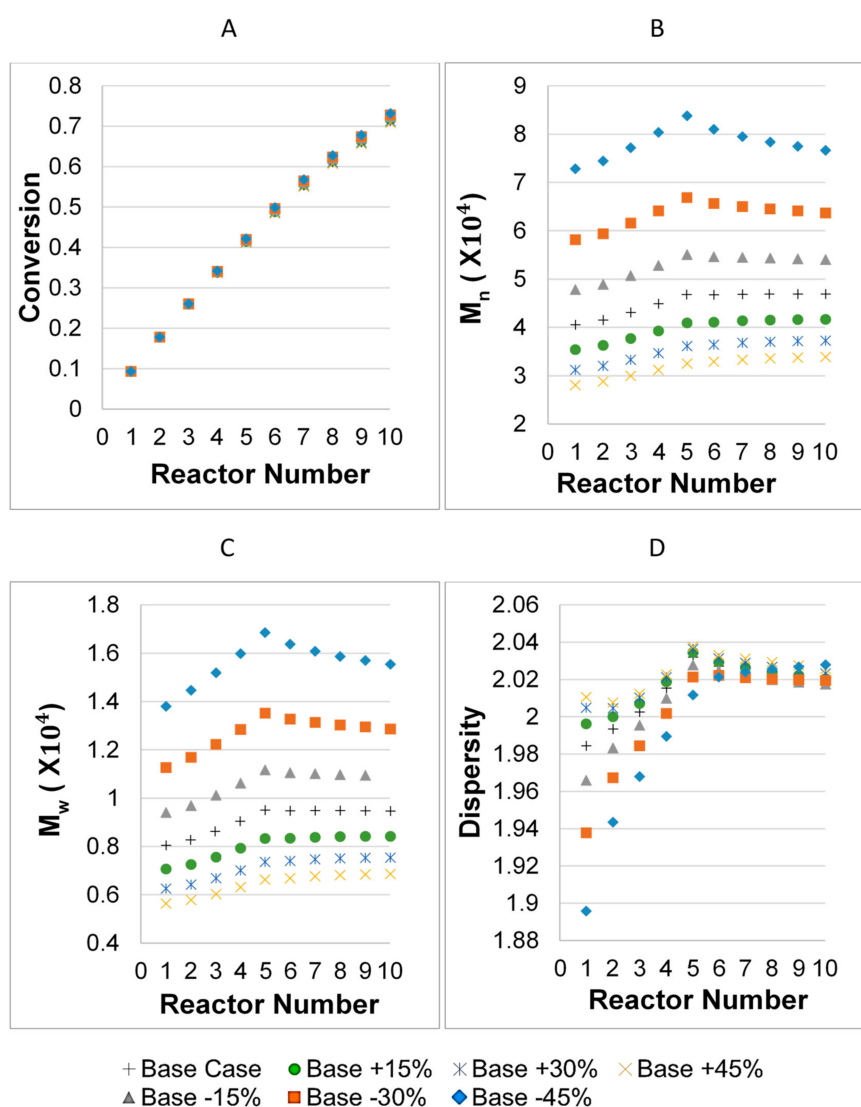 A
B
0.8
0.7
0.6
0.5
0.4
0.3
0.2
0.1
0
Conversion
0 1 2 3 4 5 6 7 8 9 10
Reactor Number
9
8
7
6
5
4
3
2
Mₙ ( X10⁴)
0 1 2 3 4 5 6 7 8 9 10
Reactor Number
C
D
1.8
1.6
1.4
1.2
1
0.8
0.6
0.4
M_w ( X10⁴)
0 1 2 3 4 5 6 7 8 9 10
Reactor Number
2.06
2.04
2.02
2
1.98
1.96
1.94
1.92
1.9
1.88
Dispersity
0 1 2 3 4 5 6 7 8 9 10
Reactor Number
Base Case Base +15% Base +30% Base +45%
Base -15% Base -30% Base -45%